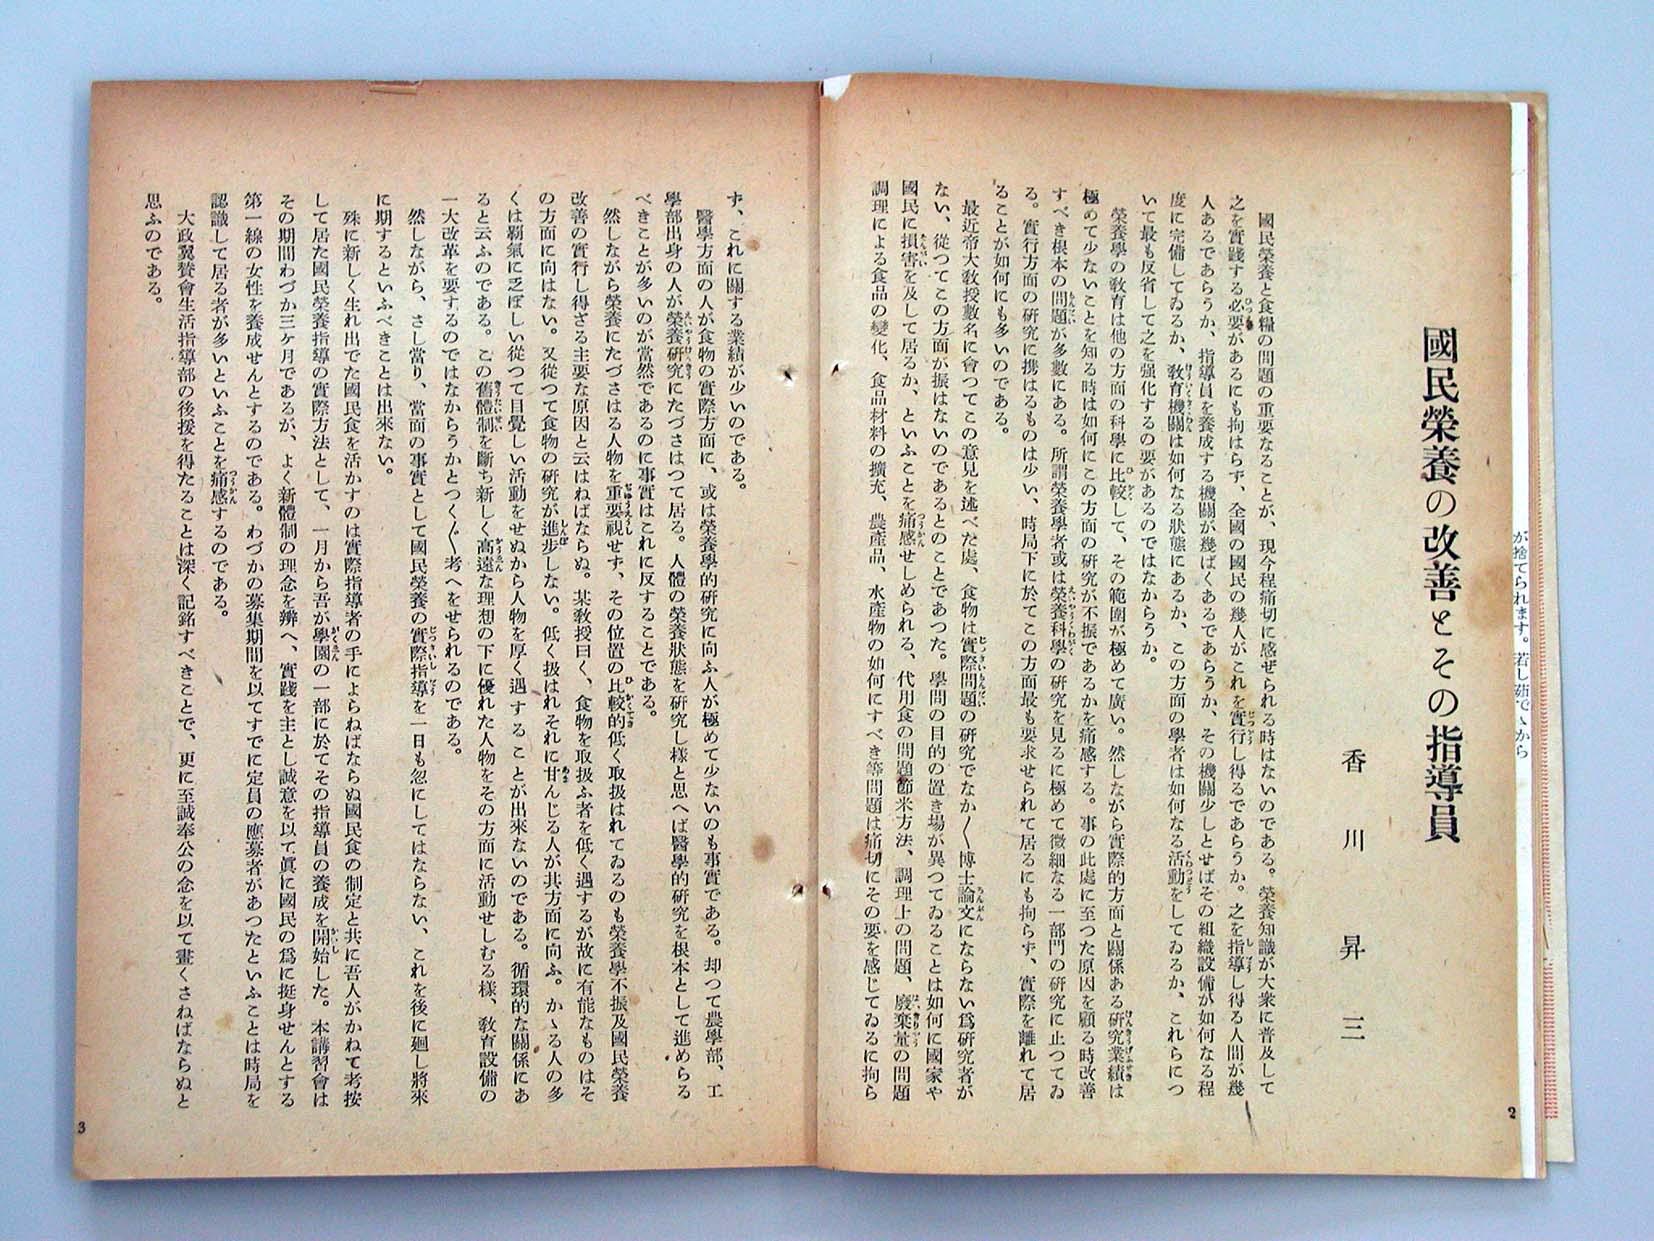 國民榮養の改善とその指導員
香川昇三
國民榮養と食糧の問題の重要なることが、現今程痛切に感ぜられる時はないのである。榮養知識が大衆に普及して
之を實踐する必要があるにも拘はらず、全國の國民の幾人がこれを實行し得るであらうか。之を指導し得る人間が幾
人あるであらうか、指導員を養成する機關が幾ばくあるであらうか、その機關少しとせばその組織設備が如何なる程
度に完備してゐるか、敎育機關は如何なる狀態にあるか、この方面の學者は如何なる活動をしてゐるか、これらにつ
いて最も反省して之を强化するの要があるのではなからうか。
榮養學の敎育は他の方面の科學に比較して、その範圍が極めて廣い。然しながら實際的方面と關係ある硏究業績は
極めて少ないことを知る時は如何にこの方面の硏究が不振であるかを痛感する。事の此處に至つた原因を顧る時改善
すべき根本の問題が多數にある。所謂榮養學者或は榮養科學の硏究を見るに極めて微細なる一部門の硏究に止つてゐ
る。實行方面の硏究に携はるものは少い、時局下に於てこの方面最も要求せられて居るにも拘らず、實際を離れて居
ることが如何にも多いのである。
最近帝大敎授數名に會つてこの意見を述べた處、食物は實際問題の硏究でなか〱博士論文にならない爲硏究者が
ない、從つてこの方面が振はないのであるとのことであつた。學問の目的の置き場が異つてゐることは如何に國家や
國民に損害を及して居るか、といふことを痛感せしめられる、代用食の問題節米方法、調理上の問題、廢棄量の問題
調理による食品の變化、食品材料の擴充、農產品、水產物の如何にすべき等問題は痛切にその要を感じてゐるに拘ら
2
ず、これに關する業績が少いのである。
醫學方面の人が食物の實際方面に、或は榮養學的硏究に向ふ人が極めて少ないのも事實である。却つて農學部、工
學部出身の人が榮養硏究にたづさはつて居る。人體の榮養狀態を硏究し樣と思へば醫學的硏究を根本として進めらる
べきことが多いのが當然であるのに事實はこれに反することである。
然しながら榮養にたづさはる人物を重要視せず、その位置の比較的低く取扱はれてゐるのも榮養學不振及國民榮養
改善の實行し得ざる主要な原因と云はねばならぬ。某敎授曰く、食物を取扱ふ者を低く遇するが故に有能なものはそ
の方面に向はない。又從つて食物の硏究が進步しない。低く扱はれそれに甘んじる人が其方面に向ふ。かゝる人の多
くは覇氣に乏ぼしい從つて目覺しい活動をせぬから人物を厚く遇することが出來ないのである。循環的な關係にあ
ると云ふのである。この舊體制を斷ち新しく高遠な理想の下に優れた人物をその方面に活動せしむる樣、敎育設備の
一大改革を要するのではなからうかとつく〲考へをせられるのである。
然しながら、さし當り、當面の事實として國民榮養の實際指導を一日も忽にしてはならない、これを後に廻し將來
に期するといふべきことは出來ない。
殊に新しく生れ出でた國民食を活かすのは實際指導者の手によらねばならぬ國民食の制定と共に吾人がかねて考按
して居た國民榮養指導の實際方法として、一月から吾が學園の一部に於てその指導員の養成を開始した。本講習會は
その期間わづか三ケ月であるが、よく新體制の理念を辨へ、實踐を主とし誠意を以て眞に國民の爲に挺身せんとする
第一線の女性を養成せんとするのである。わづかの募集期間を以てすでに定員の應募者があつたといふことは時局を
認識して居る者が多いといふことを痛感するのである。
大政翼賛會生活指導部の後援を得たることは深く記銘すべきことで、更に至誠奉公の念を以て畫くさねばならぬと
思ふのである。
3